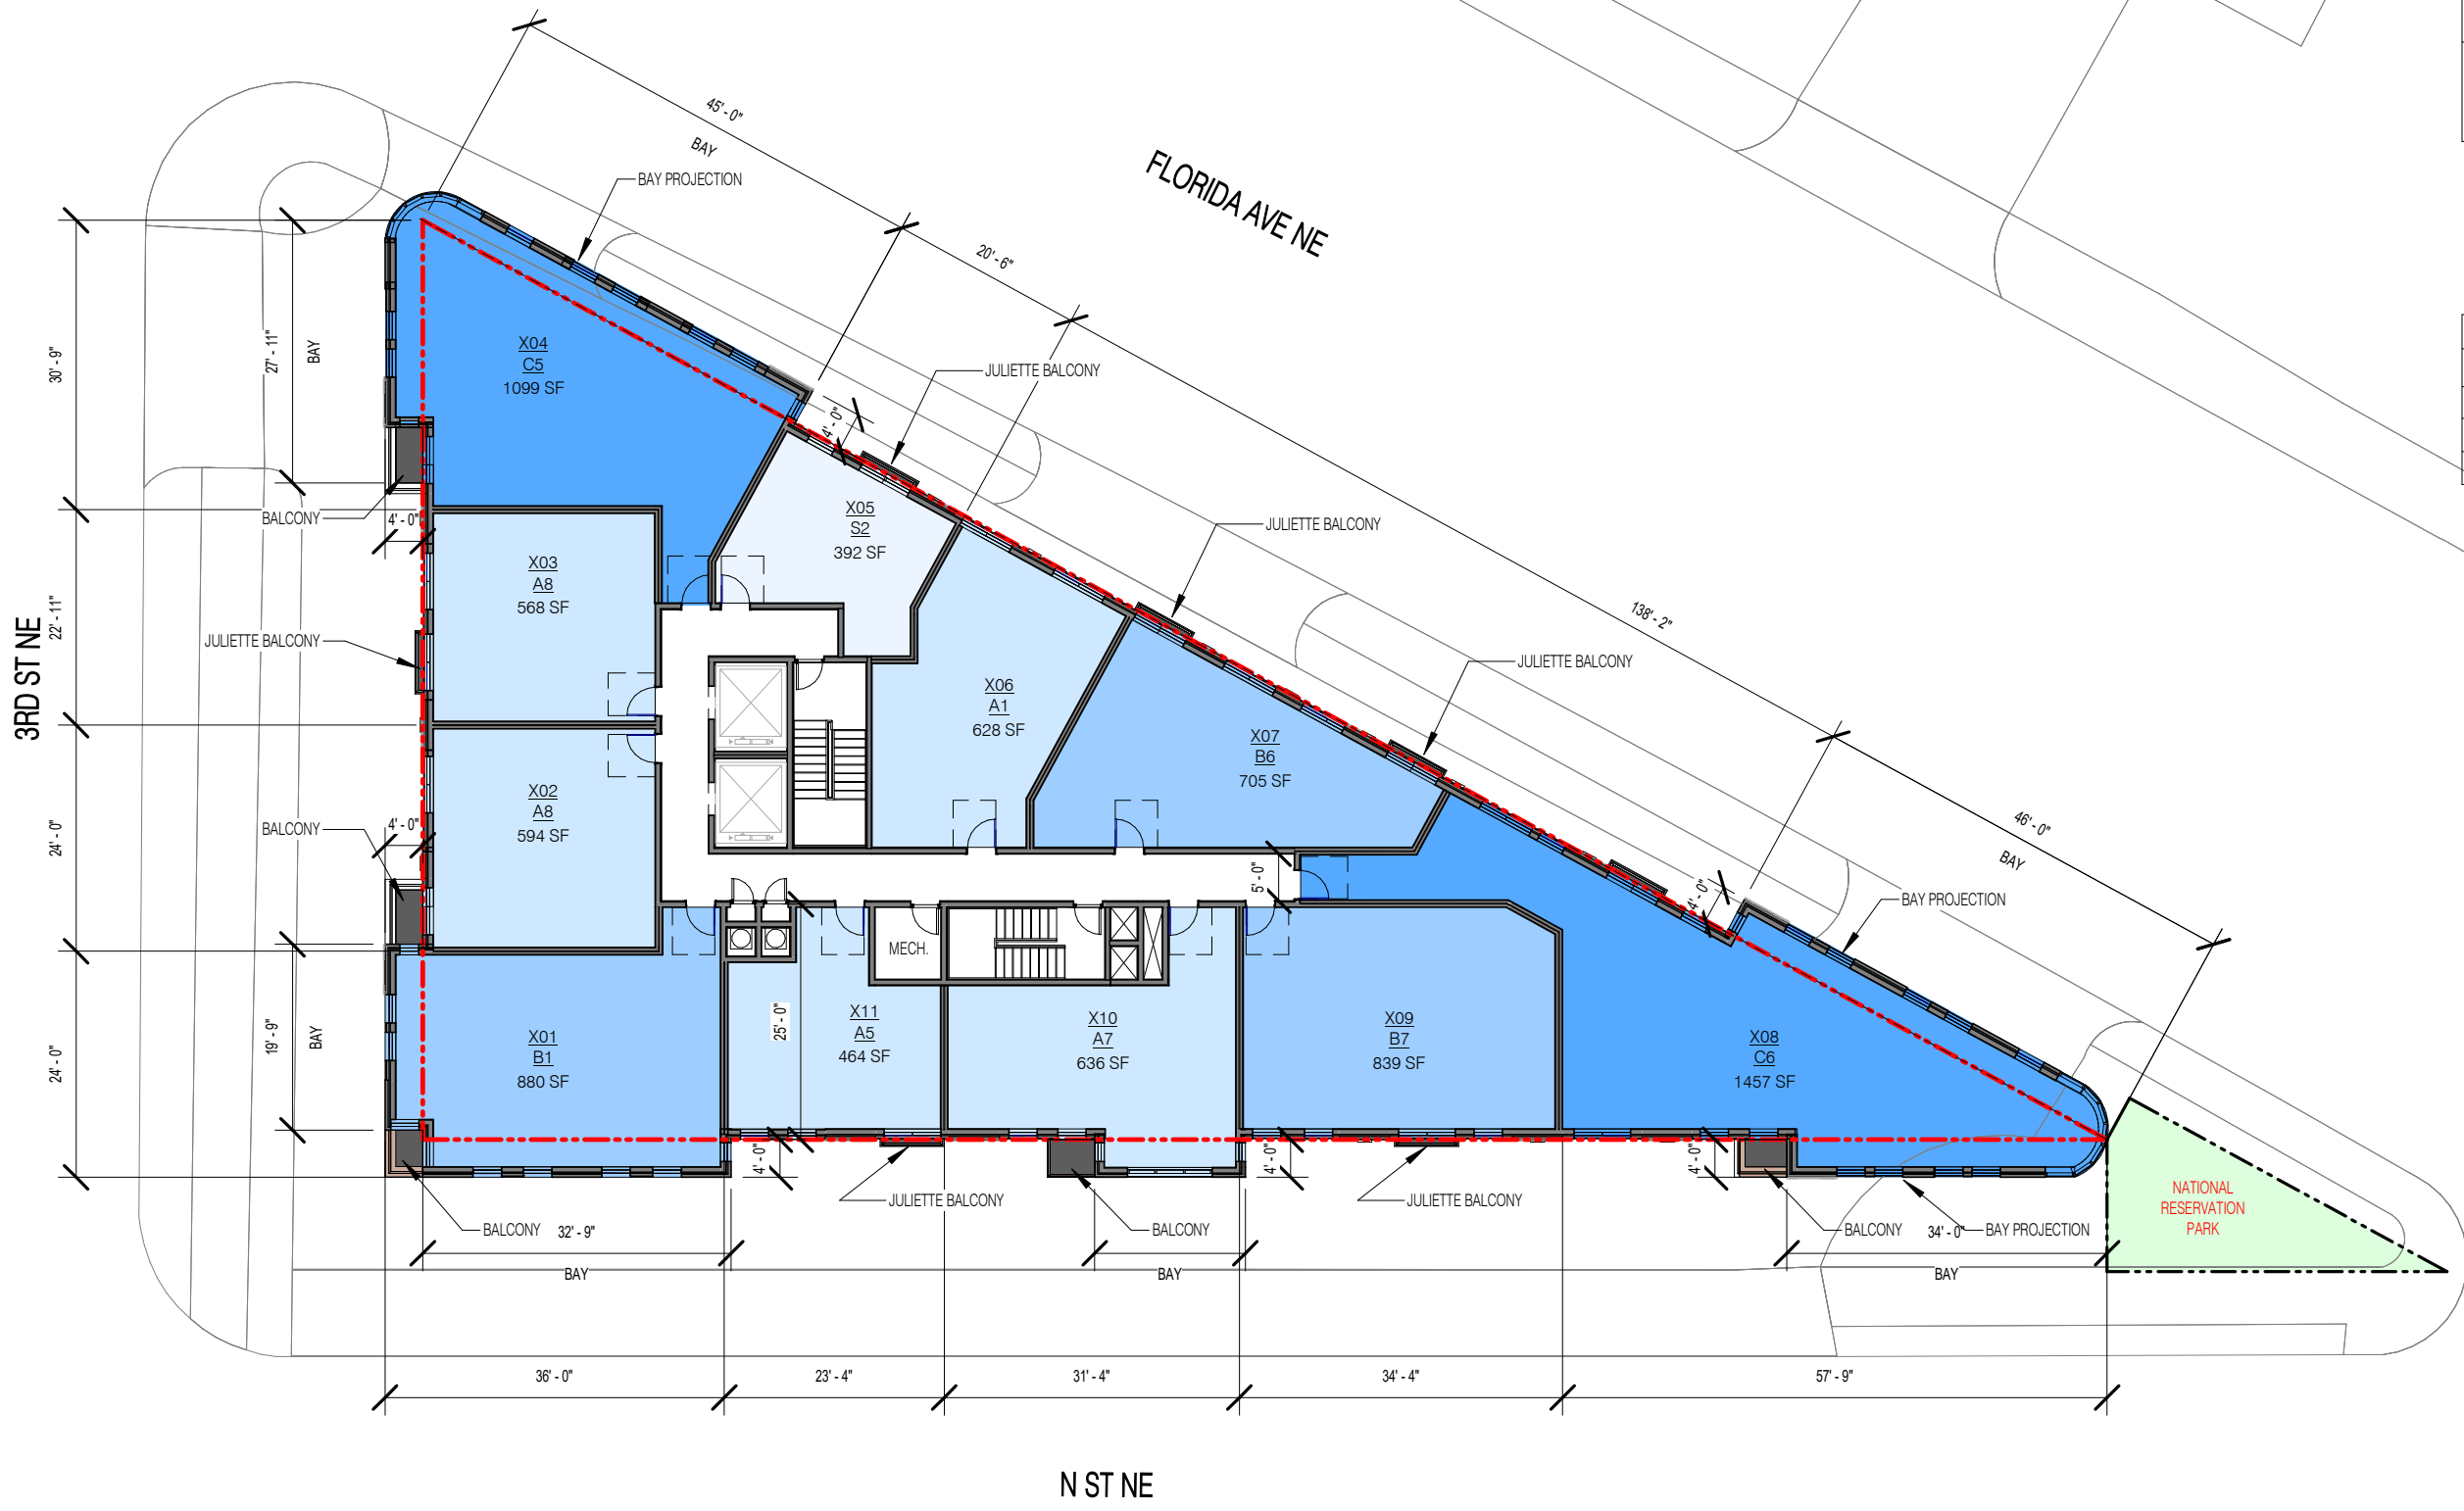 45' - 0"
BAY
BAY PROJECTION
FLORIDA AVE NE
20' - 6"
30' - 9"
27' - 11"
BAY
X04
C5
1099 SF
JULIETTE BALCONY
4' - 0"
BALCONY
4' - 0"
X05
S2
392 SF
JULIETTE BALCONY
X03
A8
568 SF
138' - 2"
3RD ST NE
22' - 11"
JULIETTE BALCONY
JULIETTE BALCONY
X06
A1
628 SF
X07
B6
705 SF
X02
A8
594 SF
BALCONY
4' - 0"
24' - 0"
46' - 0"
BAY
5' - 0"
4' - 0"
BAY PROJECTION
MECH.
19' - 9"
BAY
24' - 0"
X01
B1
880 SF
25' - 0"
X11
A5
464 SF
X10
A7
636 SF
X09
B7
839 SF
X08
C6
1457 SF
4' - 0"
4' - 0"
4' - 0"
NATIONAL
RESERVATION
PARK
BALCONY
32' - 9"
BAY
JULIETTE BALCONY
BALCONY
BAY
JULIETTE BALCONY
BALCONY
34' - 0"
BAY PROJECTION
BAY
36' - 0"
23' - 4"
31' - 4"
34' - 4"
57' - 9"
N ST NE